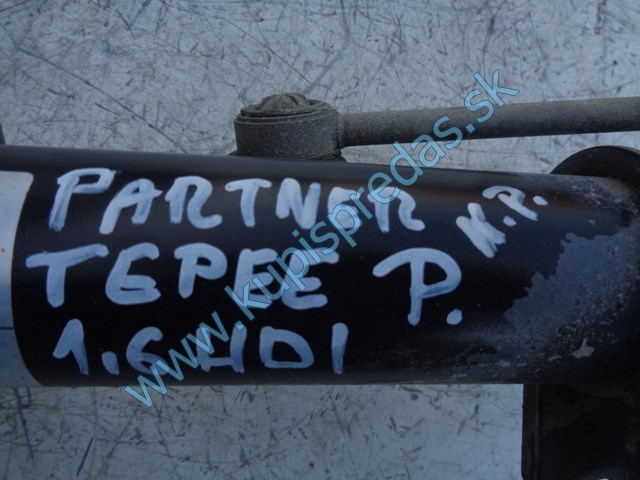 PARTNER
TEPEE P. K.P.
1.6 HDI
www.kupispredas.sk